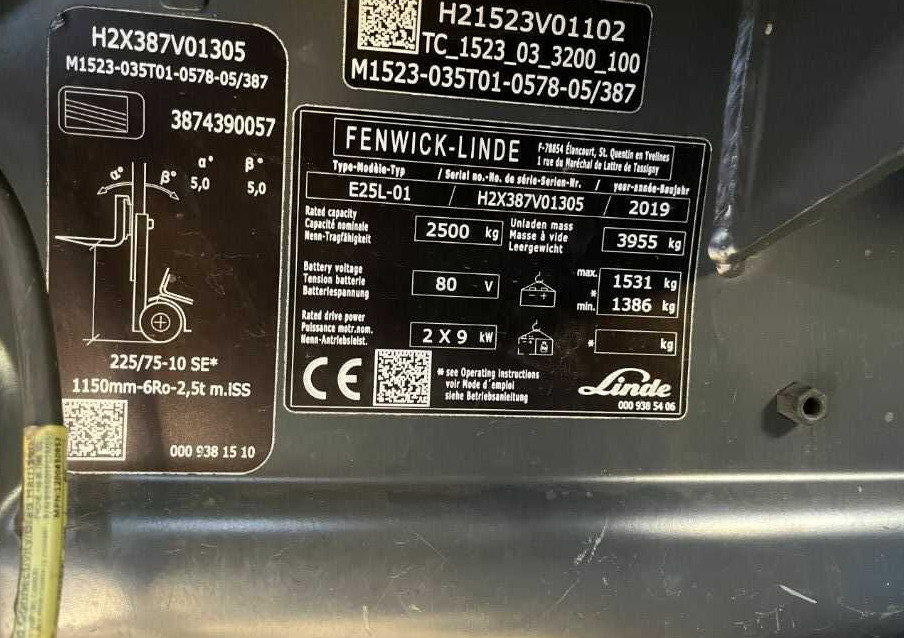 H2X387V01305
M1523-035T01-0578-05/387
3874390057
α° β°
5,0 5,0
α° β°
225/75-10 SE*
1150mm-6Ro-2,5t m.ISS
000 938 15 10
H21523V01102
TC_1523_03_3200_100
M1523-035T01-0578-05/387
FENWICK-LINDE
F-78854 Élancourt, St. Quentin en Yvelines
1 rue du Maréchal de Lattre de Tassigny
Type-Modèle-Typ / Serial no.-No. de série-Serien-Nr. / year-année-Baujahr
E25L-01 / H2X387V01305 / 2019
Rated capacity
Capacité nominale
Nenn-Tragfähigkeit
2500 kg
Unladen mass
Masse à vide
Leergewicht
3955 kg
Battery voltage
Tension batterie
Batteriespannung
80 V
max. 1531 kg
*
min. 1386 kg
Rated drive power
Puissance motr.nom.
Nenn-Antriebsleist.
2 X 9 kW
* kg
CE
* see Operating instructions
voir Mode d'emploi
siehe Betriebsanleitung
Linde
000 938 54 06